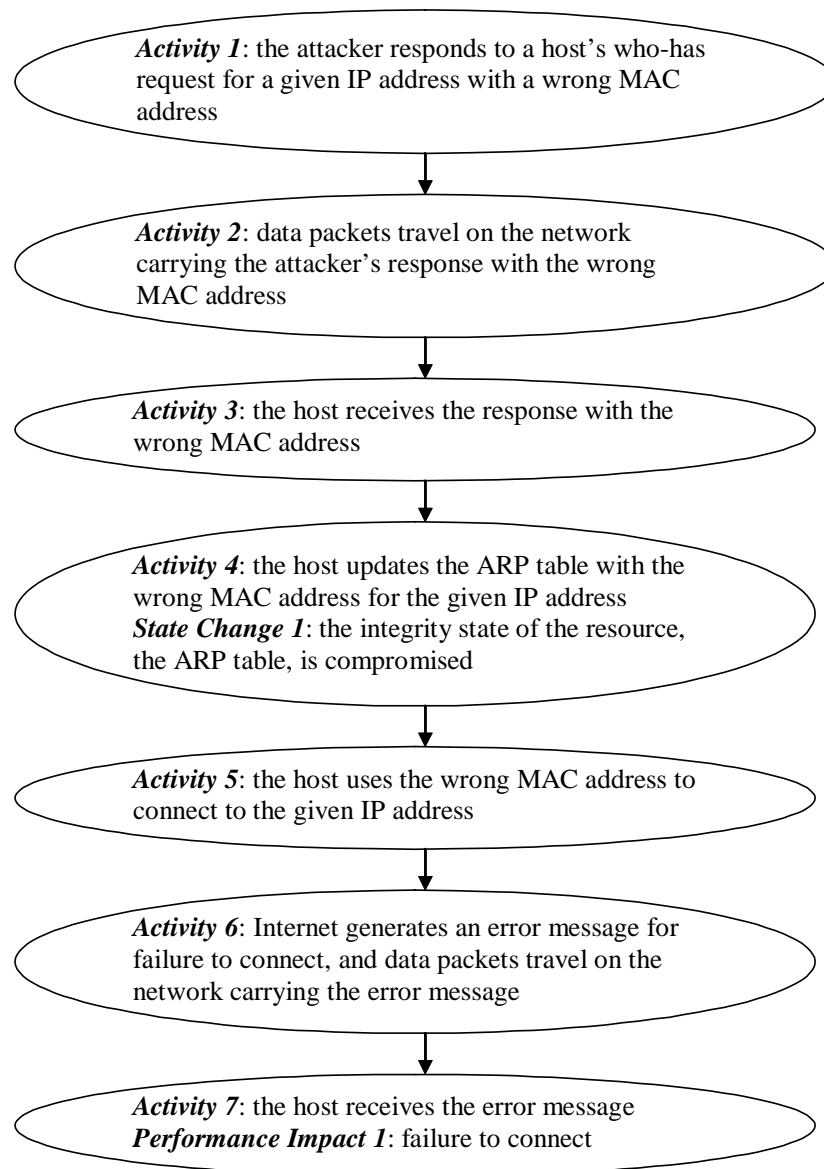 Activity 1: the attacker responds to a host’s who-has
request for a given IP address with a wrong MAC
address
Activity 2: data packets travel on the network
carrying the attacker’s response with the wrong
MAC address
Activity 3: the host receives the response with the
wrong MAC address
Activity 4: the host updates the ARP table with the
wrong MAC address for the given IP address
State Change 1: the integrity state of the resource,
the ARP table, is compromised
Activity 5: the host uses the wrong MAC address to
connect to the given IP address
Activity 6: Internet generates an error message for
failure to connect, and data packets travel on the
network carrying the error message
Activity 7: the host receives the error message
Performance Impact 1: failure to connect